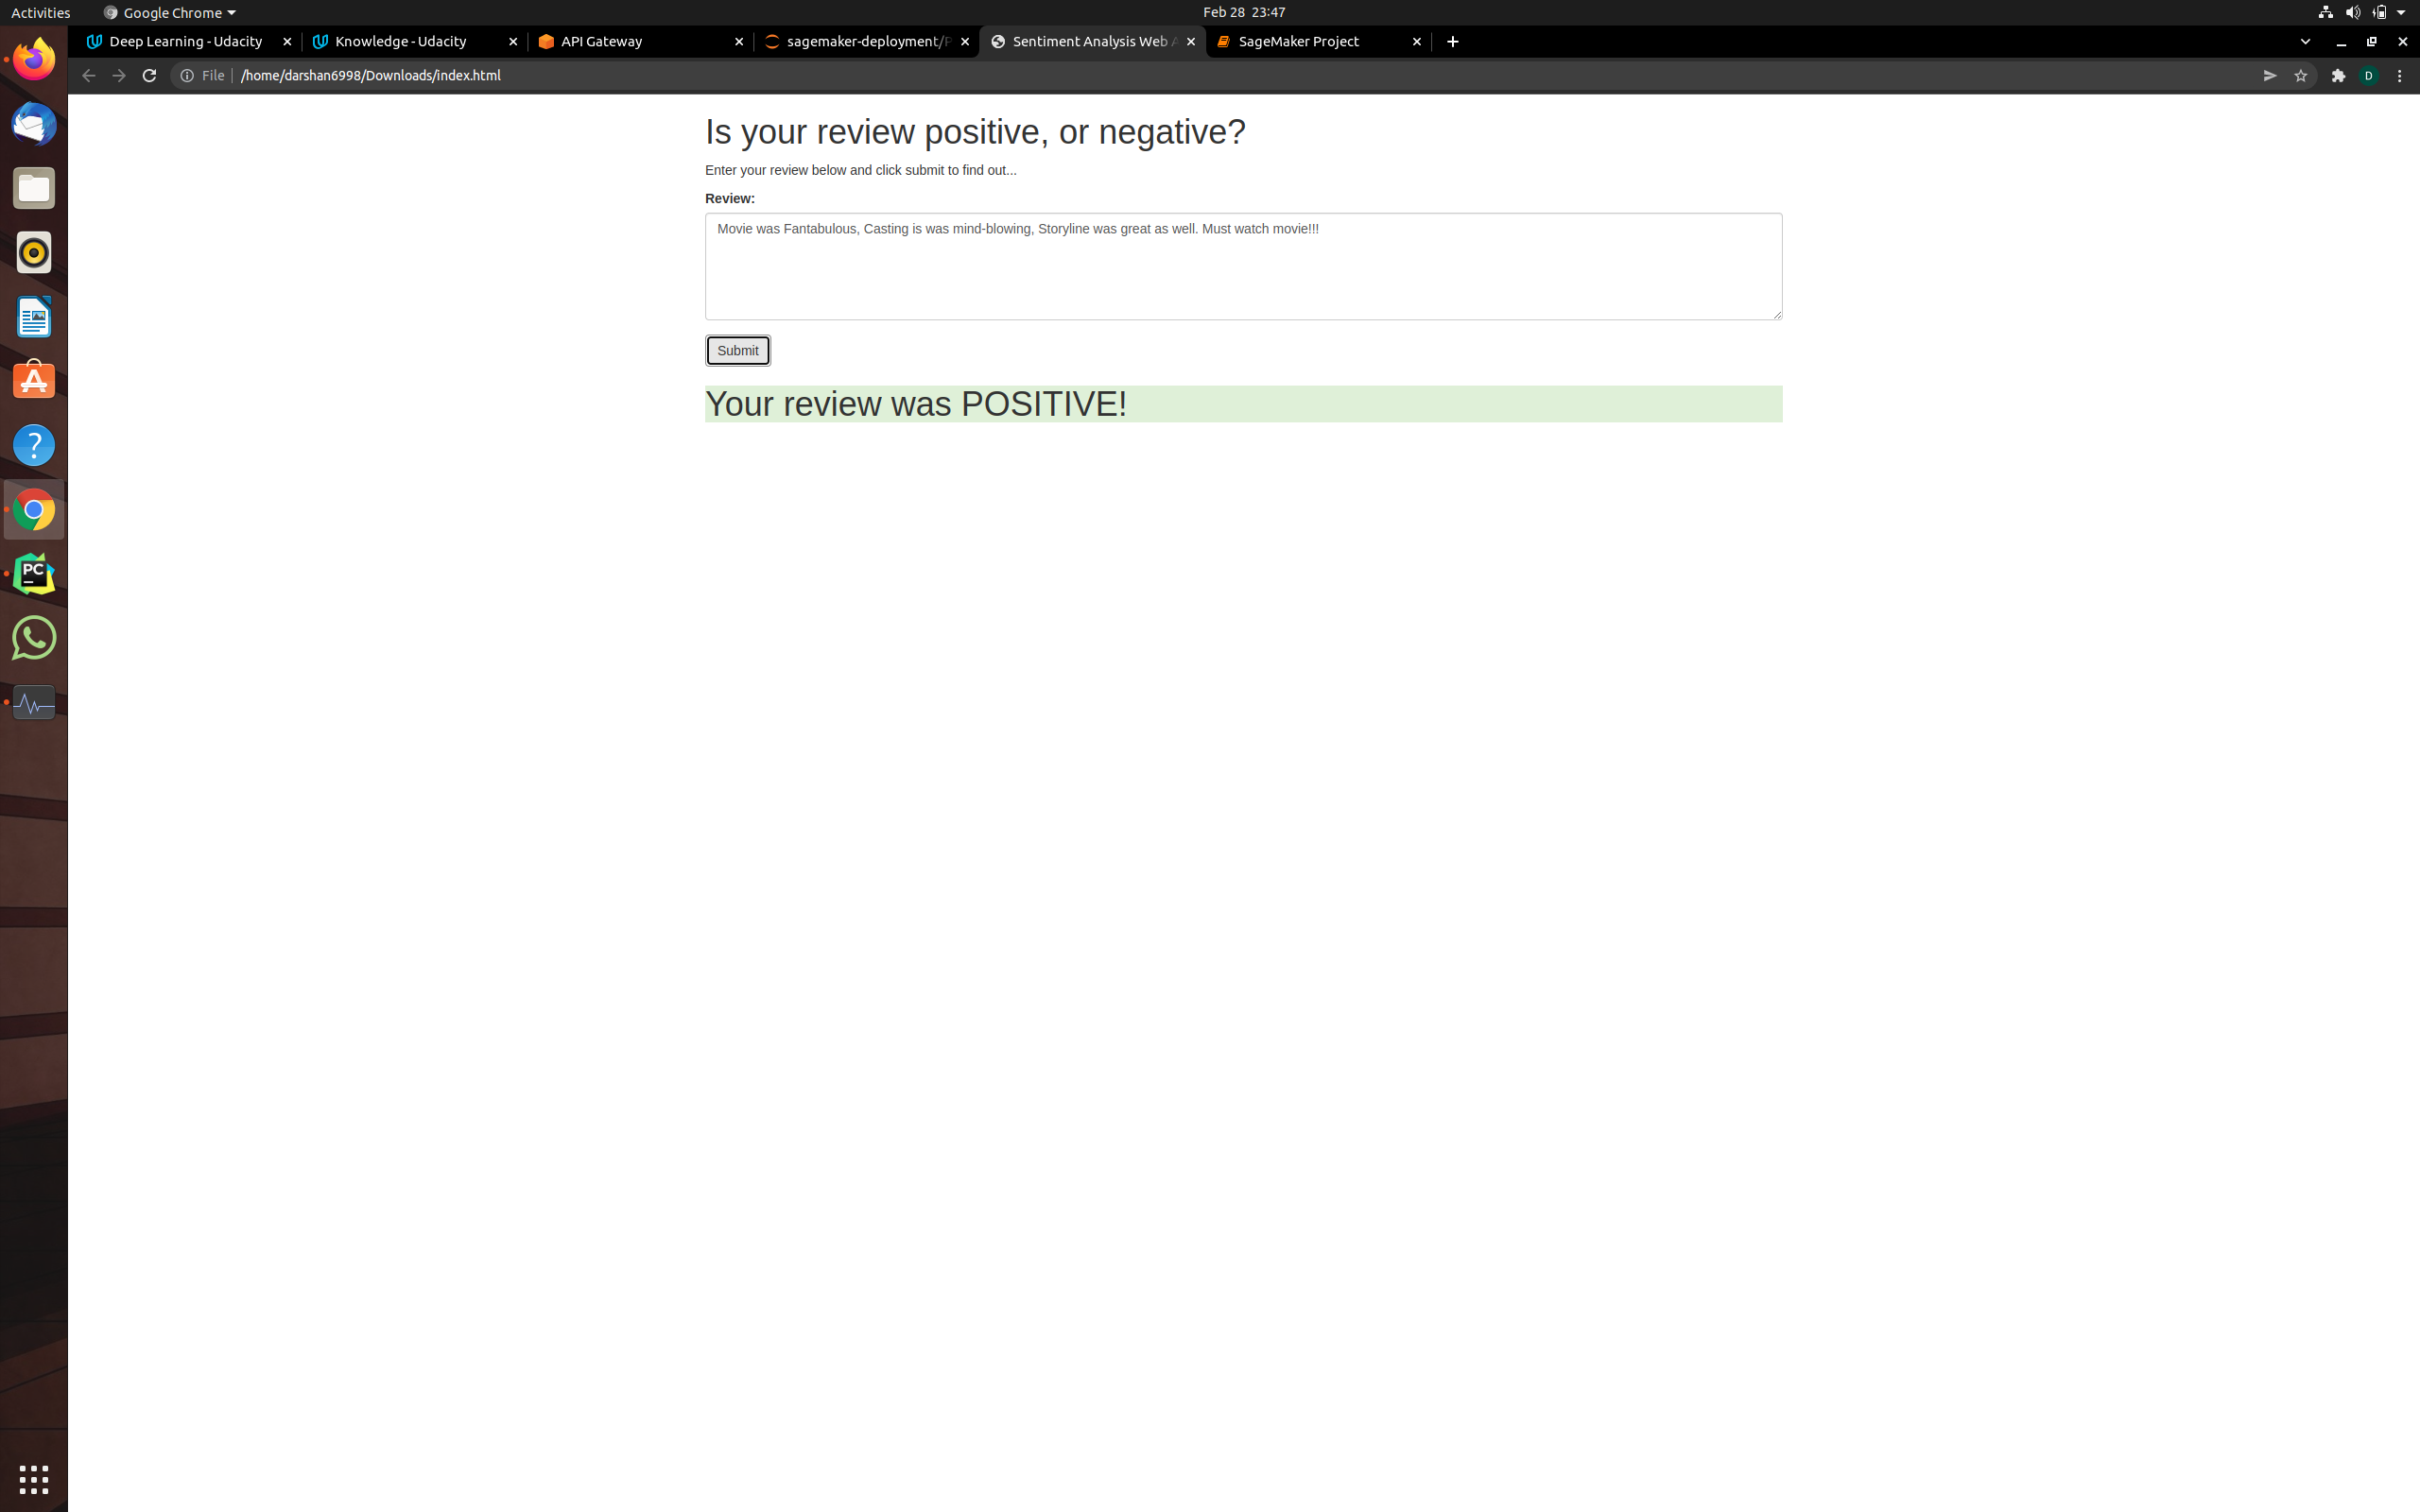 Activities
Google Chrome
Feb 28 23:47
Deep Learning - Udacity
Knowledge - Udacity
API Gateway
sagemaker-deployment/P
Sentiment Analysis Web A
SageMaker Project
File
/home/darshan6998/Downloads/index.html
D
Is your review positive, or negative?
Enter your review below and click submit to find out...
Review:
Movie was Fantabulous, Casting is was mind-blowing, Storyline was great as well. Must watch movie!!!
Submit
Your review was POSITIVE!
?
PC